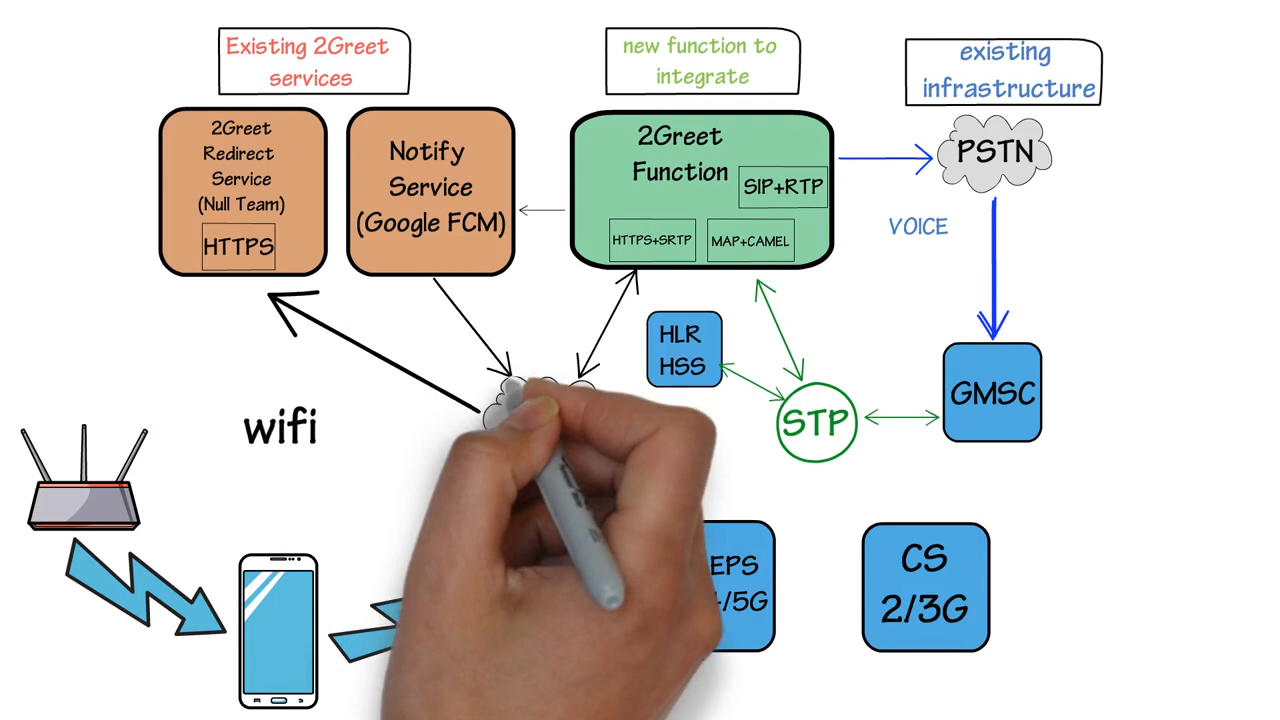 Existing 2Greet
services
new function to
integrate
existing
infrastructure
2Greet
Redirect
Service
(Null Team)
HTTPS
Notify
Service
(Google FCM)
2Greet
Function
SIP+RTP
HTTPS+SRTP
MAP+CAMEL
PSTN
VOICE
HLR
HSS
STP
GMSC
wifi
EPS
/5G
CS
2/3G